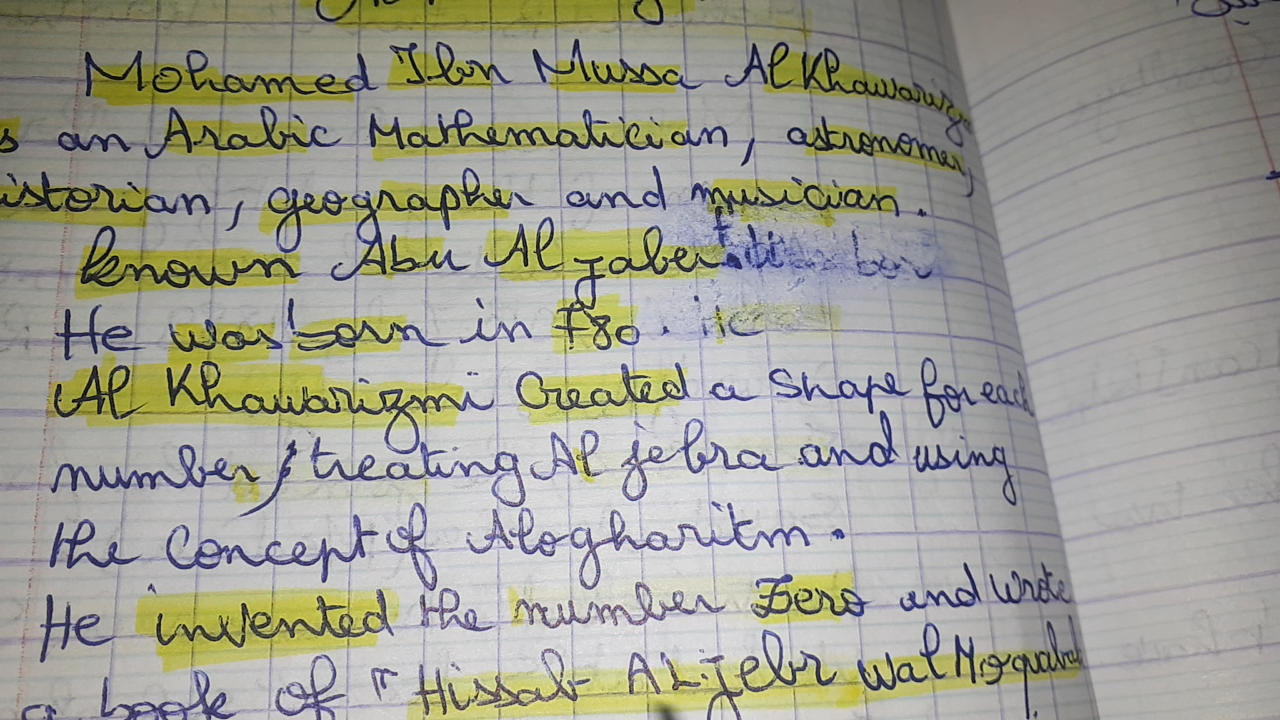 Mohamed Ibn Mussa Al Khawarizm
s an Arabic Mathematician, astronomer,
istorian, geographer and musician.
known Abu Al jaber
He was born in 780.
Al Khawarizmi Created a shape for each
number, treating Al jebra and using
the Concept of Alogharitm.
He invented the number Zero and wrote
a book of "Hissab AL.jebr wal Moquabala